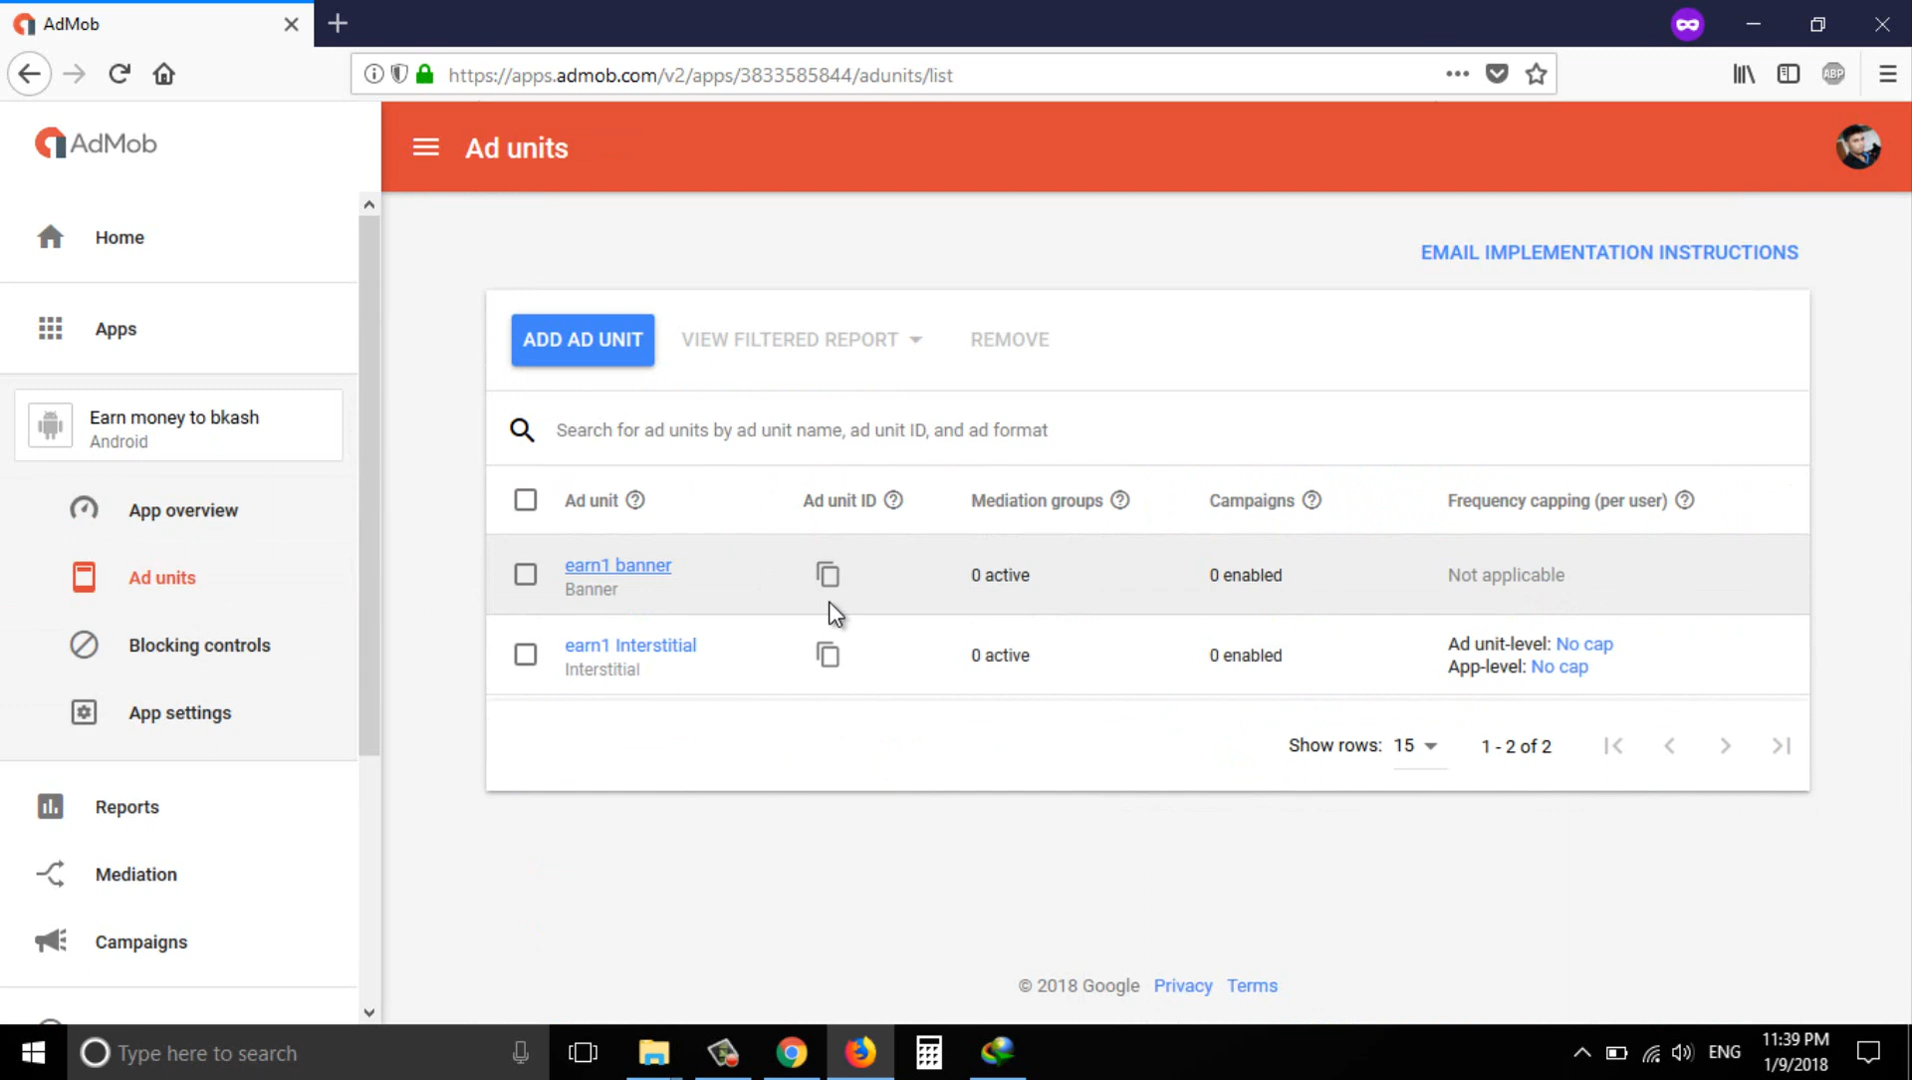 AdMob
https://apps.admob.com/v2/apps/3833585844/adunits/list
ABP
AdMob
Ad units
Home
Apps
Earn money to bkash
Android
App overview
Ad units
Blocking controls
App settings
Reports
Mediation
Campaigns
EMAIL IMPLEMENTATION INSTRUCTIONS
ADD AD UNIT VIEW FILTERED REPORT REMOVE
Search for ad units by ad unit name, ad unit ID, and ad format
Ad unit Ad unit ID Mediation groups Campaigns Frequency capping (per user)
earn1 banner
Banner
0 active 0 enabled Not applicable
earn1 Interstitial
Interstitial
0 active 0 enabled
Ad unit-level: No cap
App-level: No cap
Show rows: 15 1 - 2 of 2
© 2018 Google Privacy Terms
Type here to search
ENG
11:39 PM
1/9/2018